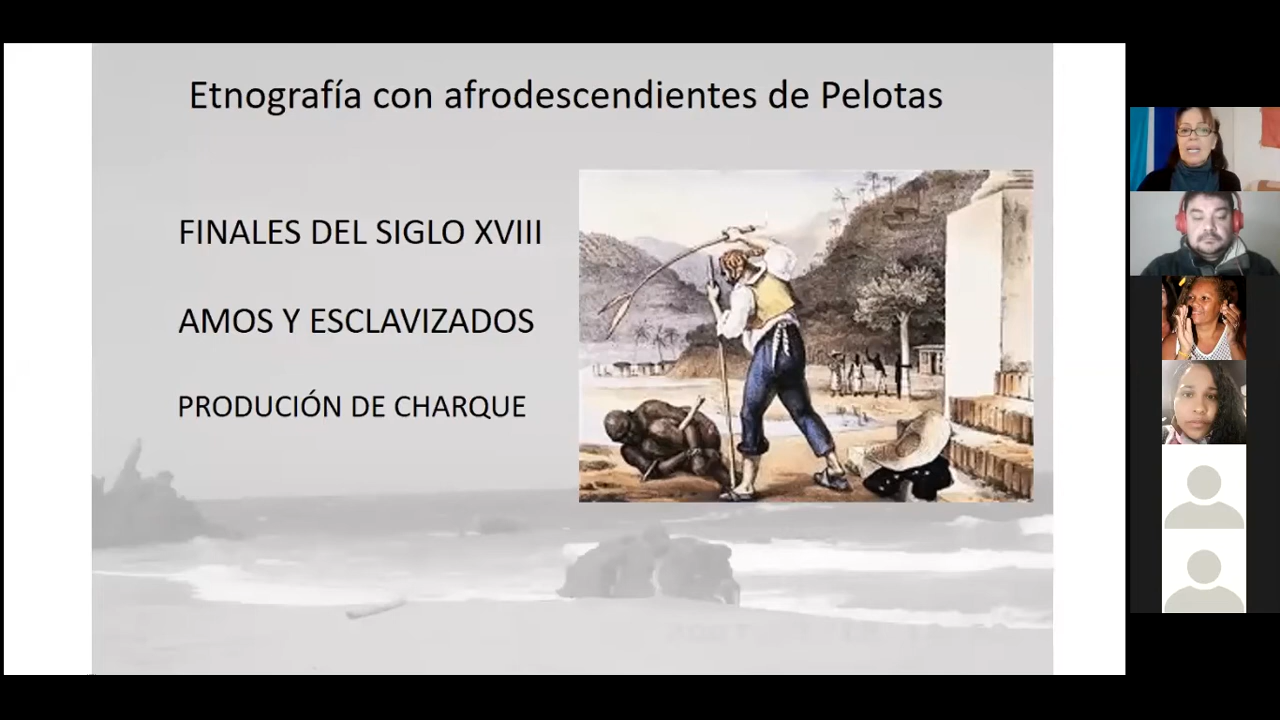 Etnografía con afrodescendientes de Pelotas
FINALES DEL SIGLO XVIII
AMOS Y ESCLAVIZADOS
PRODUCIÓN DE CHARQUE